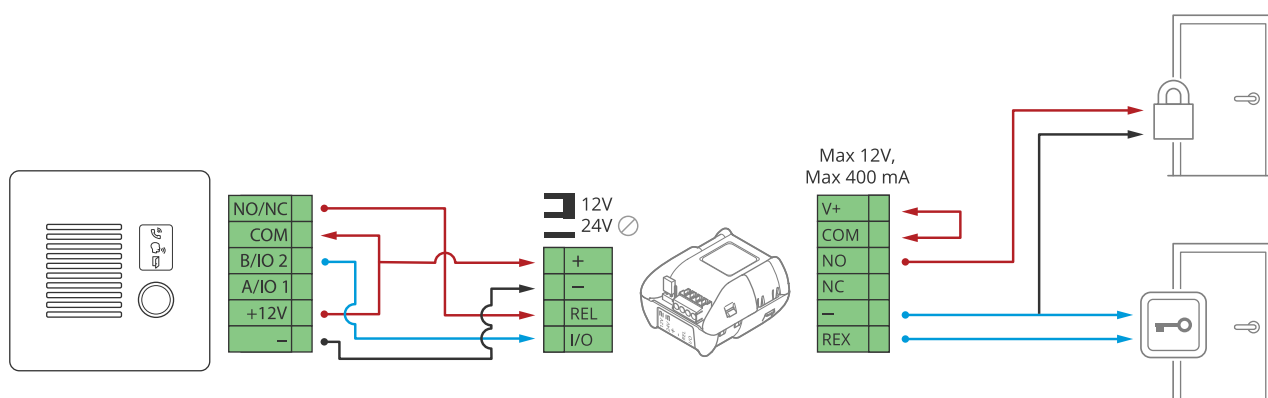 NO/NC
COM
B/IO 2
A/IO 1
+12V
–
12V
24V
+
–
REL
I/O
Max 12V,
Max 400 mA
V+
COM
NO
NC
–
REX